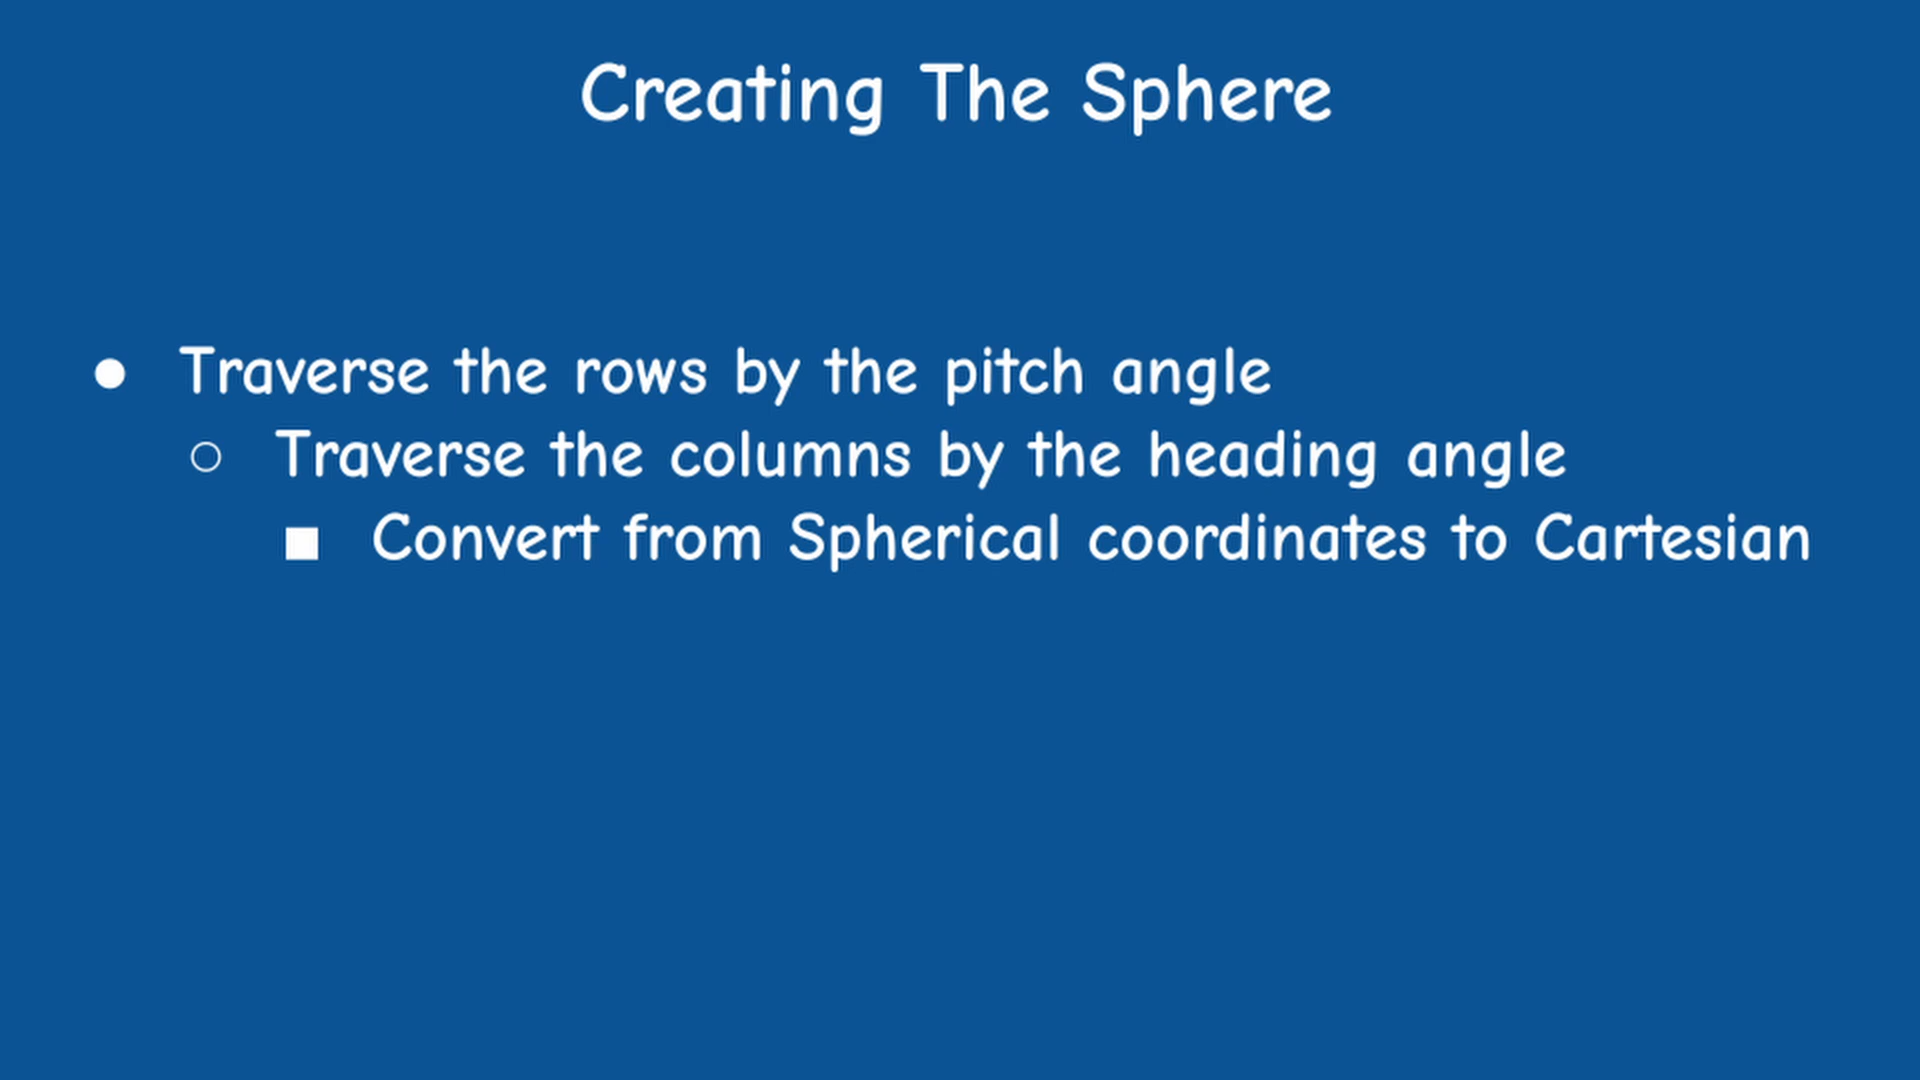 Creating The Sphere
● Traverse the rows by the pitch angle
○ Traverse the columns by the heading angle
■ Convert from Spherical coordinates to Cartesian